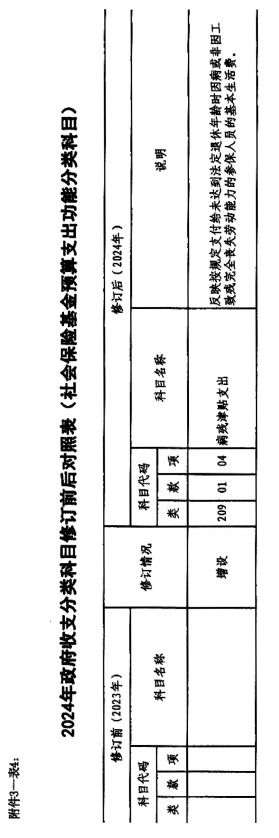 附件3—表4:
2024年政府收支分类科目修订前后对照表（社会保险基金预算支出功能分类科目）
修订前（2023年） 修订情况 修订后（2024年）
科目代码 科目名称 科目代码 科目名称 说明
类 款 项 类 款 项
增设 209 01 04 病残津贴支出 反映按规定支付给未达到法定退休年龄时因病或非因工
致残完全丧失劳动能力的参保人员的基本生活费。